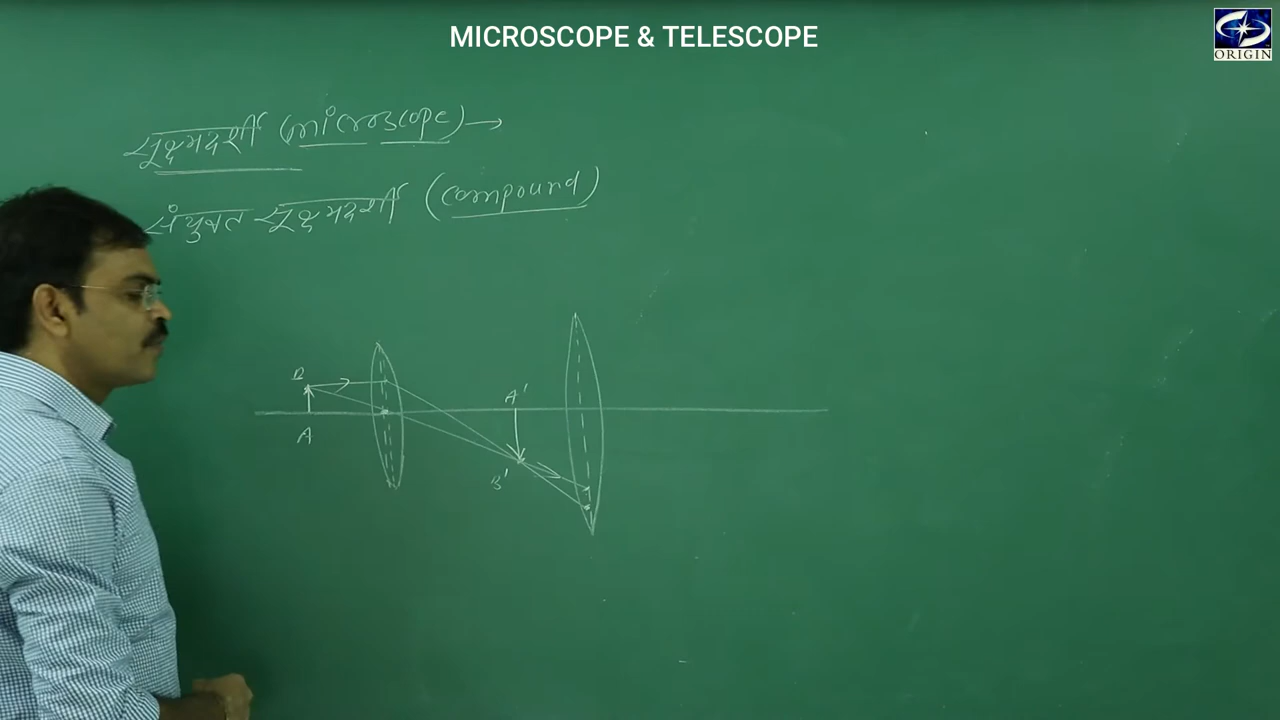 MICROSCOPE & TELESCOPE
ORIGIN
सूक्ष्मदर्शी (microscope) →
संयुक्त सूक्ष्मदर्शी (compound)
B
A'
A
B'